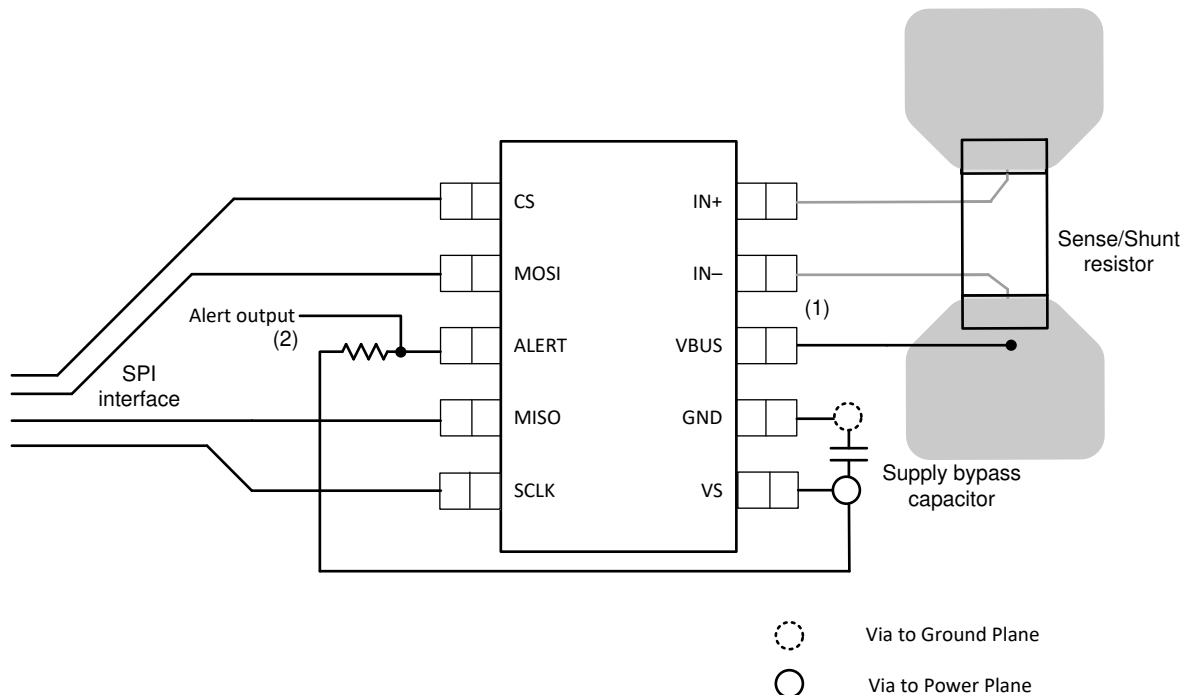 CS
MOSI
ALERT
MISO
SCLK
IN+
IN–
VBUS
GND
VS
Alert output
(2)
SPI
interface
(1)
Sense/Shunt
resistor
Supply bypass
capacitor
Via to Ground Plane
Via to Power Plane